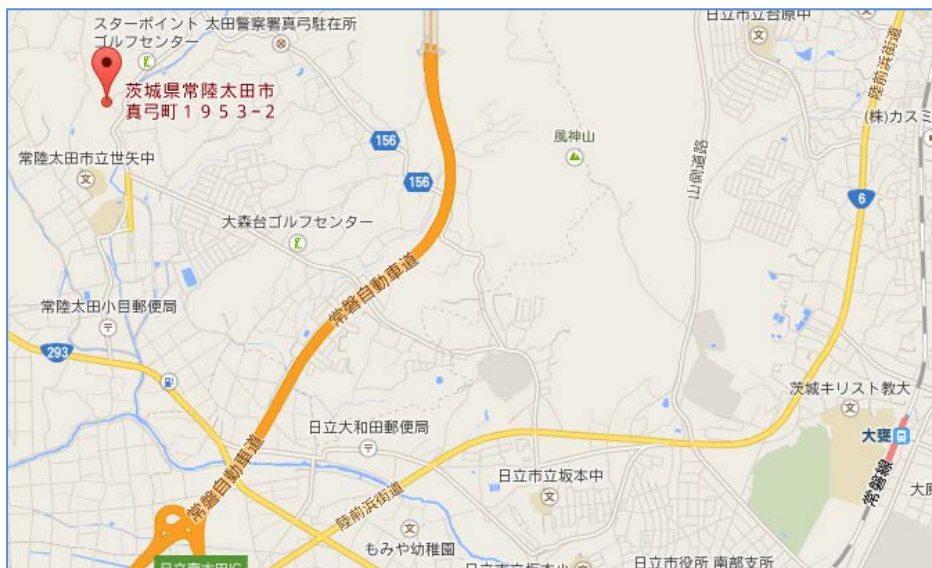 スターポイント
ゴルフセンター
太田警察署真弓駐在所
日立市立台原中
陸前浜街道
茨城県常陸太田市
真弓町1953-2
(株)カスミ
156
風神山
常陸太田市立世矢中
156
山側道路
6
大森台ゴルフセンター
常磐自動車道
常陸太田小目郵便局
293
茨城キリスト教大
日立大和田郵便局
大甕
常磐自動車道
日立市立坂本中
常磐線
陸前浜街道
もみや幼稚園
日立市役所 南部支所